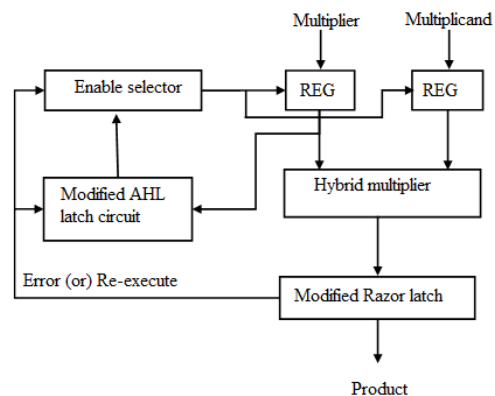 Multiplier
Multiplicand
Enable selector
REG
REG
Modified AHL
latch circuit
Hybrid multiplier
Error (or) Re-execute
Modified Razor latch
Product